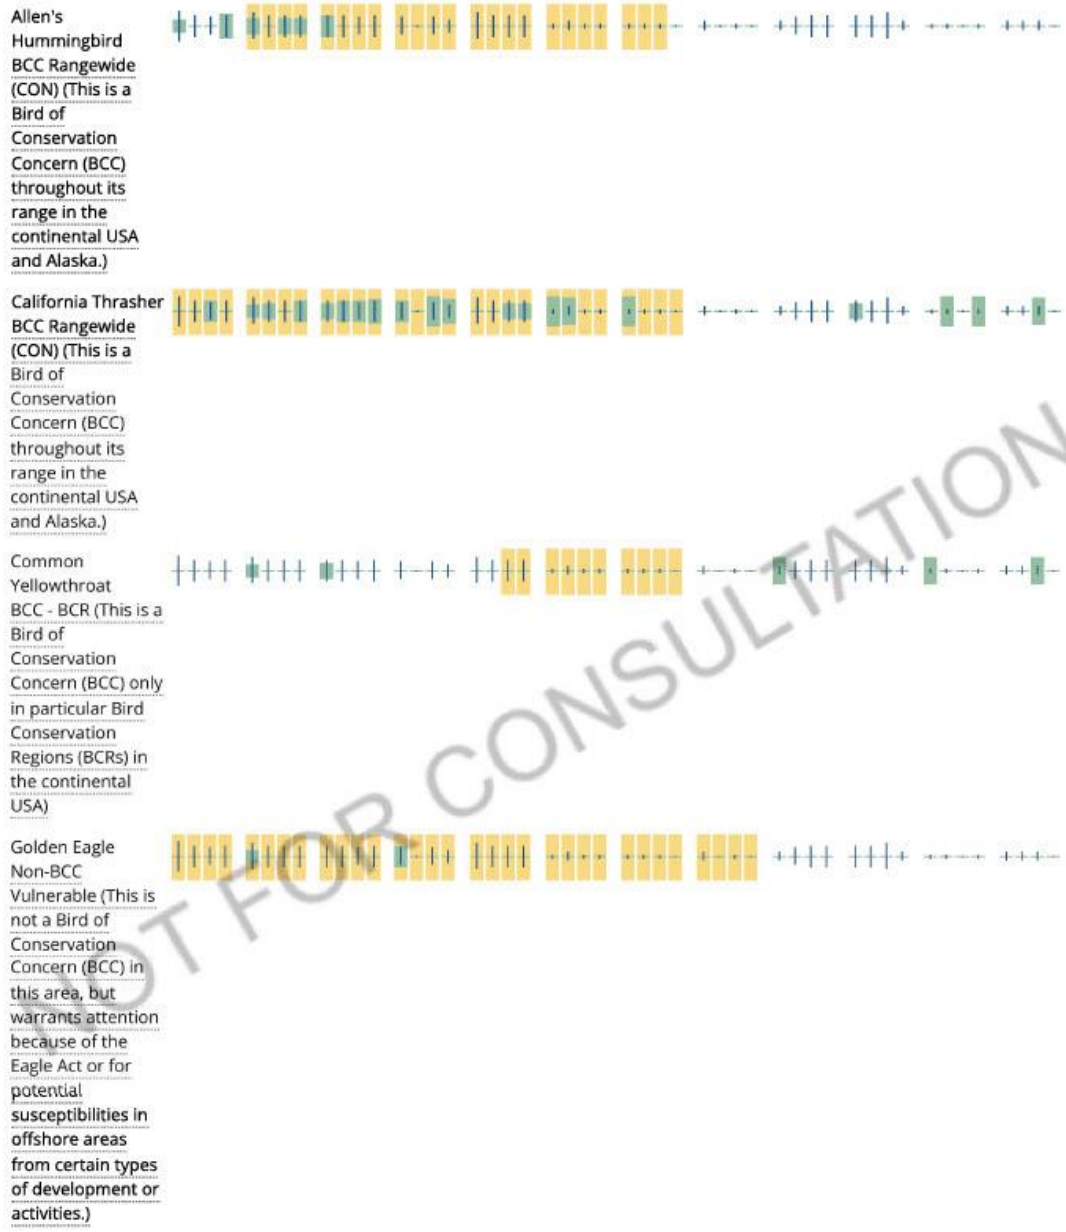 Allen's
Hummingbird
BCC Rangewide
(CON) (This is a
Bird of
Conservation
Concern (BCC)
throughout its
range in the
continental USA
and Alaska.)
California Thrasher
BCC Rangewide
(CON) (This is a
Bird of
Conservation
Concern (BCC)
throughout its
range in the
continental USA
and Alaska.)
Common
Yellowthroat
BCC - BCR (This is a
Bird of
Conservation
Concern (BCC) only
in particular Bird
Conservation
Regions (BCRs) in
the continental
USA)
Golden Eagle
Non-BCC
Vulnerable (This is
not a Bird of
Conservation
Concern (BCC) in
this area, but
warrants attention
because of the
Eagle Act or for
potential
susceptibilities in
offshore areas
from certain types
of development or
activities.)
NOT FOR CONSULTATION